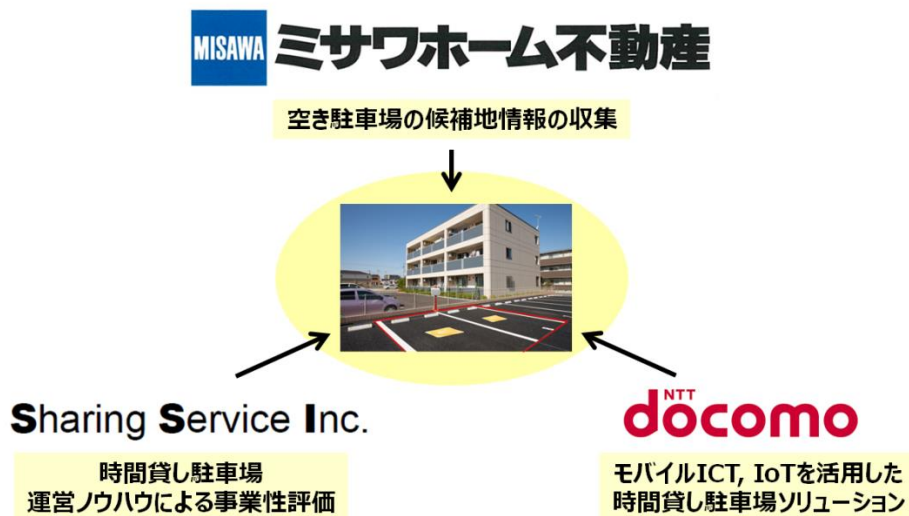 MISAWA ミサワホーム不動産
空き駐車場の候補地情報の収集
Sharing Service Inc.
時間貸し駐車場
運営ノウハウによる事業性評価
NTT
docomo
モバイルICT, IoTを活用した
時間貸し駐車場ソリューション